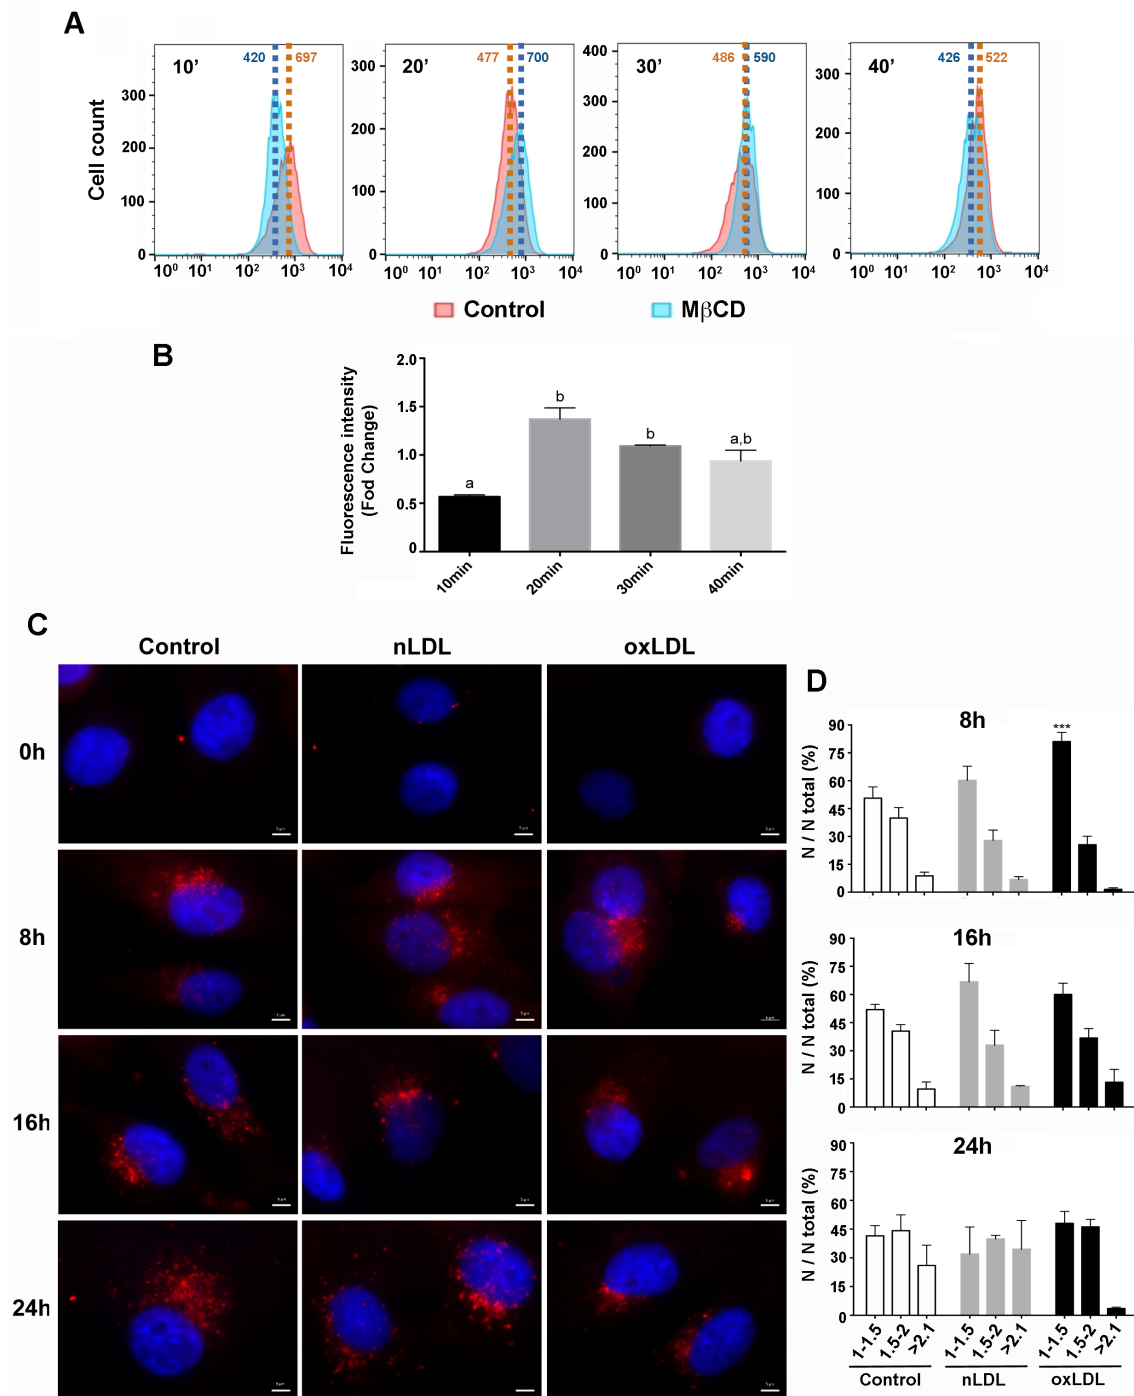 A
10’
420
697
20’
477
700
30’
486
590
40’
426
522
Cell count
300
200
100
0
300
200
100
0
400
300
200
100
0
300
200
100
0
10⁰ 10¹ 10² 10³ 10⁴
10⁰ 10¹ 10² 10³ 10⁴
10⁰ 10¹ 10² 10³ 10⁴
10⁰ 10¹ 10² 10³ 10⁴
Control
MβCD
B
Fluorescence intensity
(Fod Change)
2.0
1.5
1.0
0.5
0
a
b
b
a,b
10min
20min
30min
40min
C
Control
nLDL
oxLDL
0h
8h
16h
24h
D
8h
N / N total (%)
90
75
60
45
30
15
0
***
16h
N / N total (%)
90
75
60
45
30
15
0
24h
N / N total (%)
90
75
60
45
30
15
0
1-1.5
1.5-2
>2.1
1-1.5
1.5-2
>2.1
1-1.5
1.5-2
>2.1
Control
nLDL
oxLDL